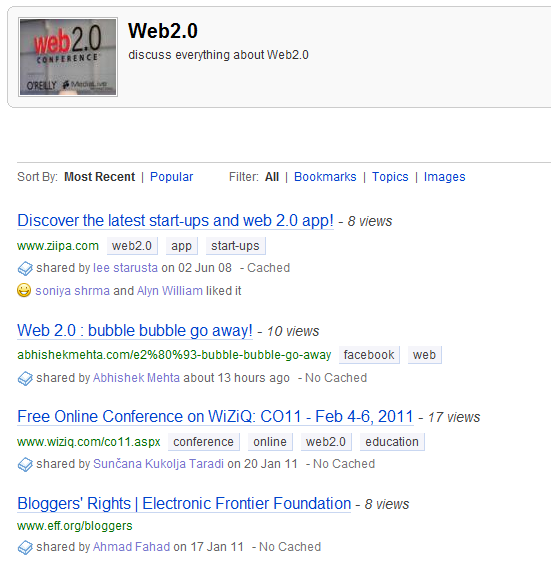 web2.0
CONFERENCE
O'REILLY MediaLive
Web2.0
discuss everything about Web2.0
Sort By: Most Recent | Popular Filter: All | Bookmarks | Topics | Images
Discover the latest start-ups and web 2.0 app! - 8 views
www.ziipa.com web2.0 app start-ups
shared by lee starusta on 02 Jun 08 - Cached
soniya shrma and Alyn William liked it
Web 2.0 : bubble bubble go away! - 10 views
abhishekmehta.com/e2%80%93-bubble-bubble-go-away facebook web
shared by Abhishek Mehta about 13 hours ago - No Cached
Free Online Conference on WiZiQ: CO11 - Feb 4-6, 2011 - 17 views
www.wiziq.com/co11.aspx conference online web2.0 education
shared by Sunčana Kukolja Taradi on 20 Jan 11 - No Cached
Bloggers' Rights | Electronic Frontier Foundation - 8 views
www.eff.org/bloggers
shared by Ahmad Fahad on 17 Jan 11 - No Cached